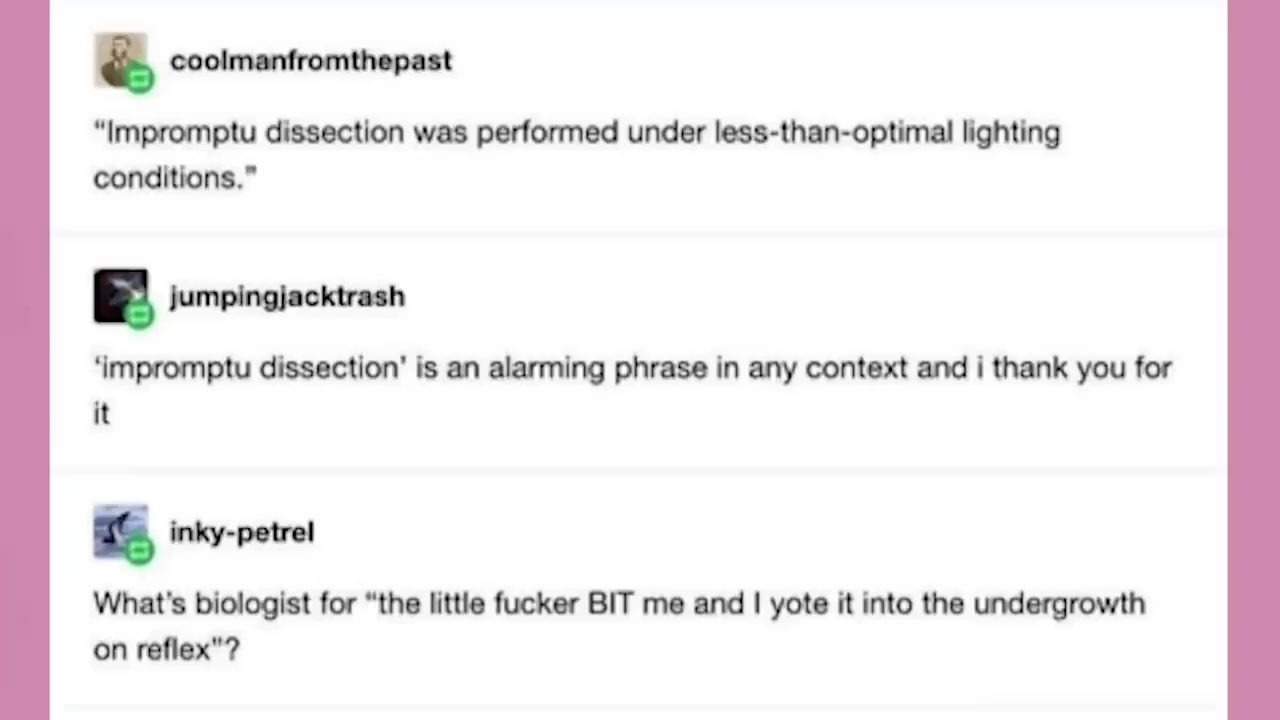 coolmanfromthepast
“Impromptu dissection was performed under less-than-optimal lighting
conditions.”
jumpingjacktrash
‘impromptu dissection’ is an alarming phrase in any context and i thank you for
it
inky-petrel
What’s biologist for “the little fucker BIT me and I yote it into the undergrowth
on reflex”?